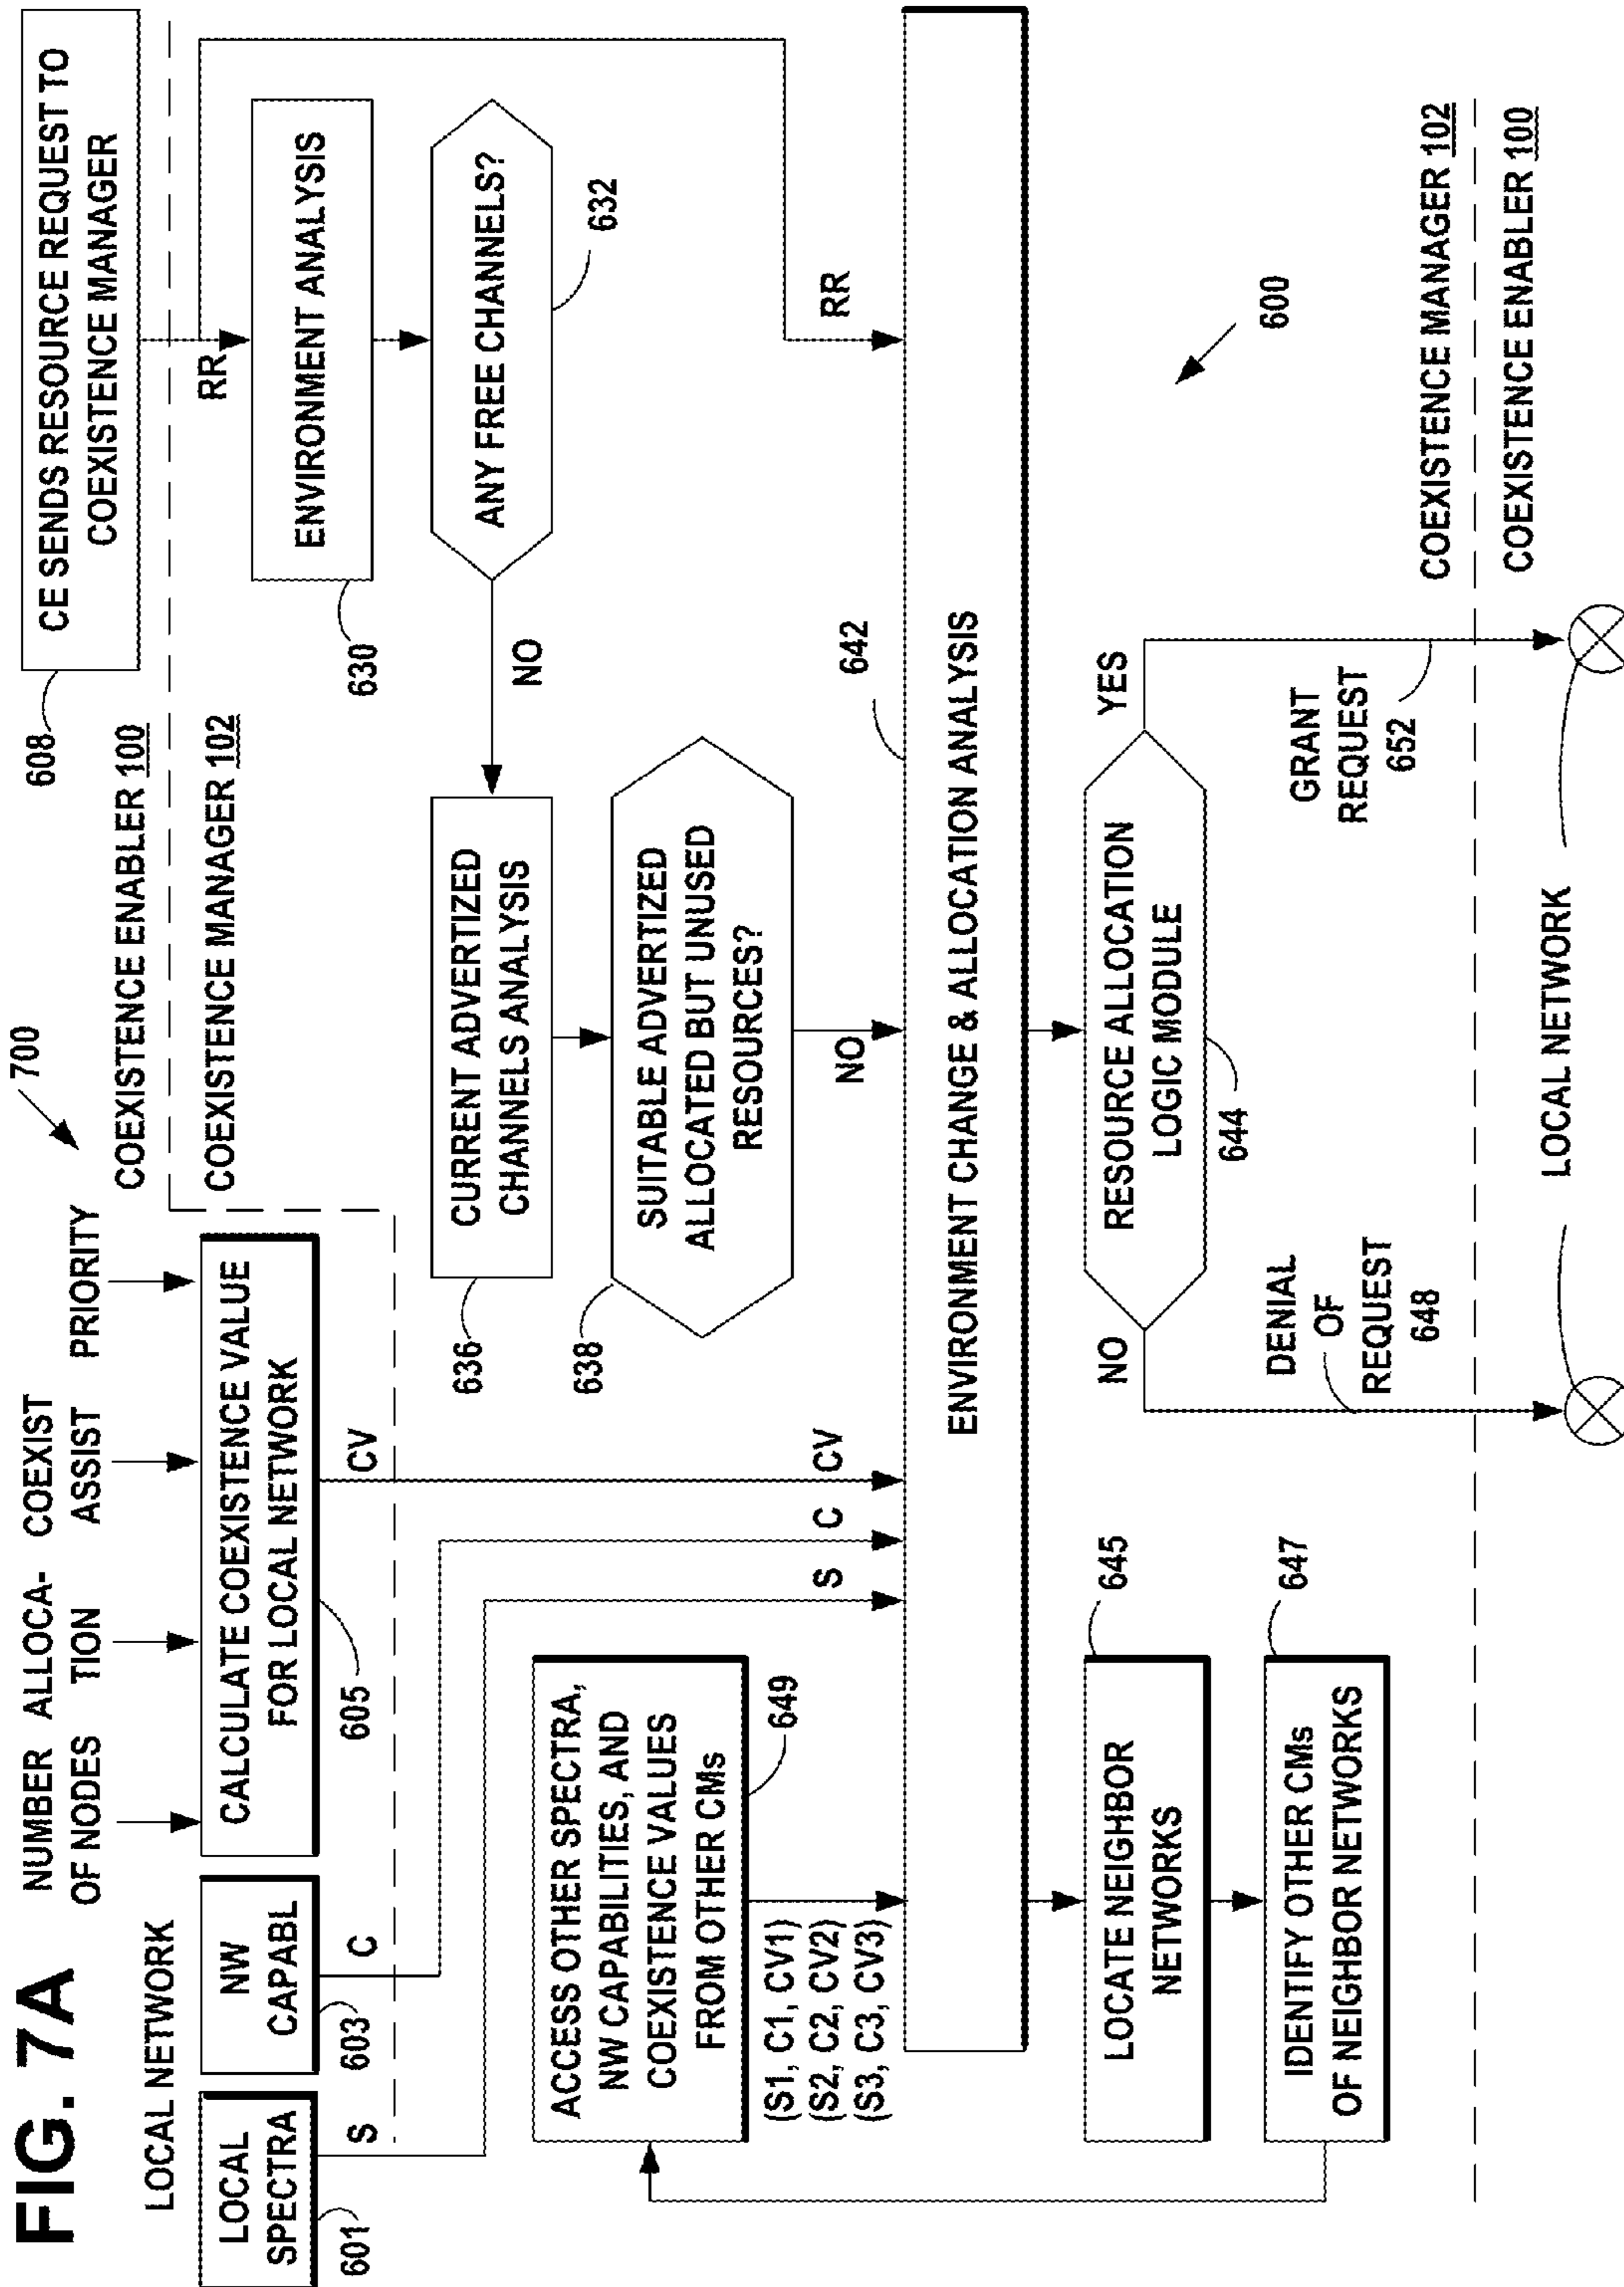 FIG. 7A
700
LOCAL NETWORK
NUMBER
OF NODES
ALLOCA-
TION
COEXIST
ASSIST
PRIORITY
LOCAL
SPECTRA
601
S
NW
CAPABL
603
C
CALCULATE COEXISTENCE VALUE
FOR LOCAL NETWORK
605
CV
COEXISTENCE ENABLER 100
COEXISTENCE MANAGER 102
608
CE SENDS RESOURCE REQUEST TO
COEXISTENCE MANAGER
RR
ENVIRONMENT ANALYSIS
630
ANY FREE CHANNELS?
632
NO
CURRENT ADVERTIZED
CHANNELS ANALYSIS
636
SUITABLE ADVERTIZED
ALLOCATED BUT UNUSED
RESOURCES?
638
NO
ACCESS OTHER SPECTRA,
NW CAPABILITIES, AND
COEXISTENCE VALUES
FROM OTHER CMs
649
(S1, C1, CV1)
(S2, C2, CV2)
(S3, C3, CV3)
S
C
CV
RR
642
ENVIRONMENT CHANGE & ALLOCATION ANALYSIS
600
LOCATE NEIGHBOR
NETWORKS
645
IDENTIFY OTHER CMs
OF NEIGHBOR NETWORKS
647
RESOURCE ALLOCATION
LOGIC MODULE
644
NO
DENIAL
OF
REQUEST
648
YES
GRANT
REQUEST
652
COEXISTENCE MANAGER 102
COEXISTENCE ENABLER 100
LOCAL NETWORK